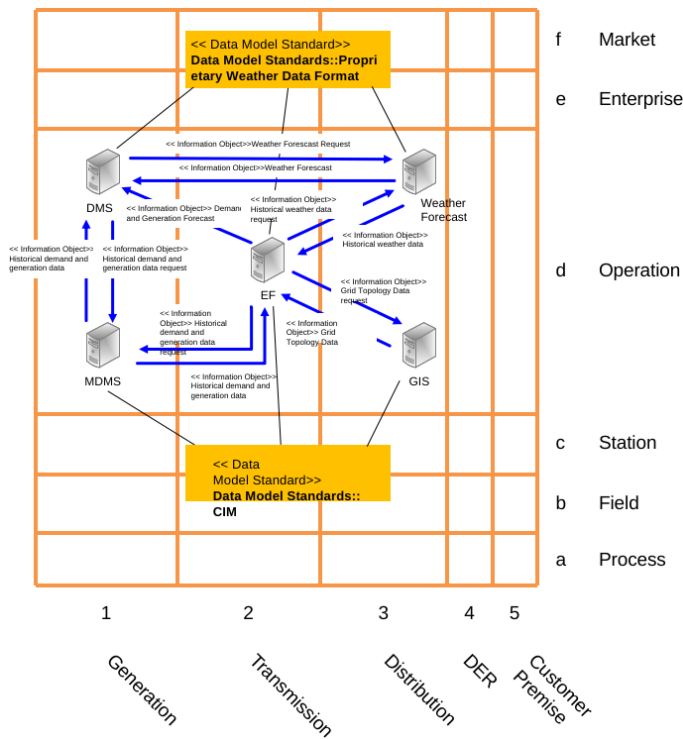 f Market
<< Data Model Standard>>
Data Model Standards::Propri
etary Weather Data Format
e Enterprise
<< Information Object>>Weather Forecast Request
<< Information Object>>Weather Forecast
DMS
Weather
Forecast
<< Information Object>> Deman
and Generation Forecast
<< Information Object>>
Historical weather data
request
<< Information Object>>
Historical weather data
<< Information Object>>
Historical demand and
generation data
<< Information Object>>
Historical demand and
generation data request
d Operation
EF
<< Information Object>>
Grid Topology Data
request
<< Information
Object>> Historical
demand and
generation data
request
<< Information
Object>> Grid
Topology Data
MDMS
<< Information Object>>
Historical demand and
generation data
GIS
c Station
<< Data
Model Standard>>
Data Model Standards::
CIM
b Field
a Process
1 2 3 4 5
Generation
Transmission
Distribution
DER
Customer
Premise